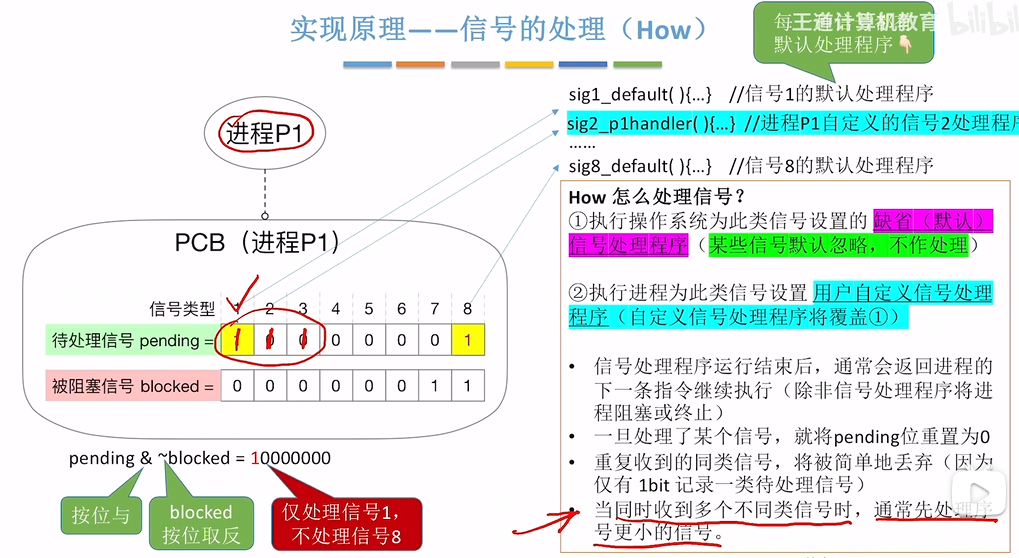 实现原理——信号的处理（How）
王道计算机教育
bilibili
默认处理程序👇
sig1_default( ){…} //信号1的默认处理程序
sig2_p1handler( ){…} //进程P1自定义的信号2处理程序
……
sig8_default( ){…} //信号8的默认处理程序
进程P1
PCB（进程P1）
信号类型 1 2 3 4 5 6 7 8
待处理信号 pending = 1 0 0 0 0 0 0 1
被阻塞信号 blocked = 0 0 0 0 0 0 1 1
pending & ~blocked = 10000000
按位与
blocked
按位取反
仅处理信号1，
不处理信号8
How 怎么处理信号？
①执行操作系统为此类信号设置的 缺省（默认）
信号处理程序（某些信号默认忽略，不作处理）
②执行进程为此类信号设置 用户自定义信号处理
程序（自定义信号处理程序将覆盖①）
• 信号处理程序运行结束后，通常会返回进程的
下一条指令继续执行（除非信号处理程序将进
程阻塞或终止）
• 一旦处理了某个信号，就将pending位重置为0
• 重复收到的同类信号，将被简单地丢弃（因为
仅有 1bit 记录一类待处理信号）
• 当同时收到多个不同类信号时，通常先处理序
号更小的信号。